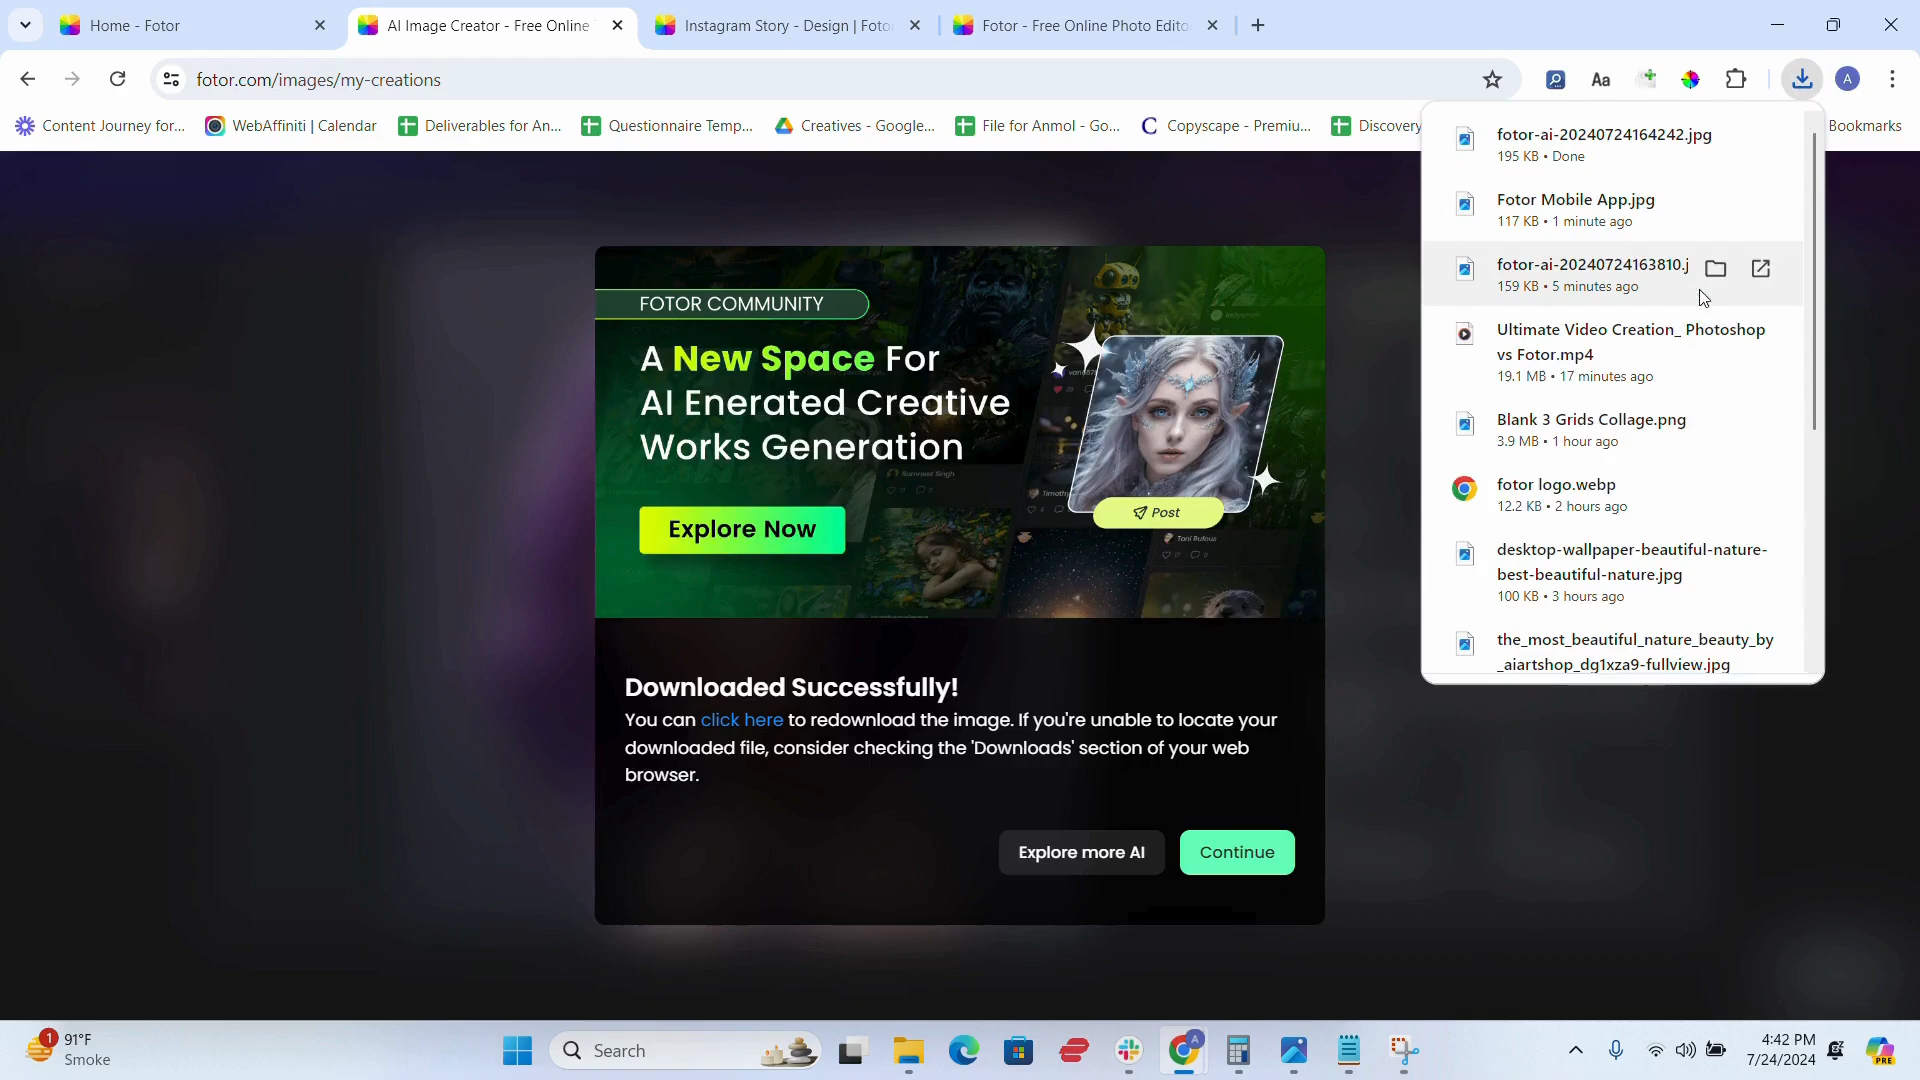 Home - Fotor
AI Image Creator - Free Online
Instagram Story - Design | Foto
Fotor - Free Online Photo Edito
fotor.com/images/my-creations
Aa
A
Content Journey for...
WebAffiniti | Calendar
Deliverables for An...
Questionnaire Temp...
Creatives - Google...
File for Anmol - Go...
Copyscape - Premiu...
Discovery
Bookmarks
fotor-ai-20240724164242.jpg
195 KB • Done
Fotor Mobile App.jpg
117 KB • 1 minute ago
fotor-ai-20240724163810.j
159 KB • 5 minutes ago
Ultimate Video Creation_ Photoshop
vs Fotor.mp4
19.1 MB • 17 minutes ago
Blank 3 Grids Collage.png
3.9 MB • 1 hour ago
fotor logo.webp
12.2 KB • 2 hours ago
desktop-wallpaper-beautiful-nature-
best-beautiful-nature.jpg
100 KB • 3 hours ago
the_most_beautiful_nature_beauty_by
_aiartshop_dg1xza9-fullview.jpg
FOTOR COMMUNITY
A New Space For
AI Enerated Creative
Works Generation
Explore Now
Post
Ramneet Singh
Toni Rufous
Downloaded Successfully!
You can click here to redownload the image. If you're unable to locate your
downloaded file, consider checking the 'Downloads' section of your web
browser.
Explore more AI
Continue
1
91°F
Smoke
Search
A
4:42 PM
7/24/2024
PRE